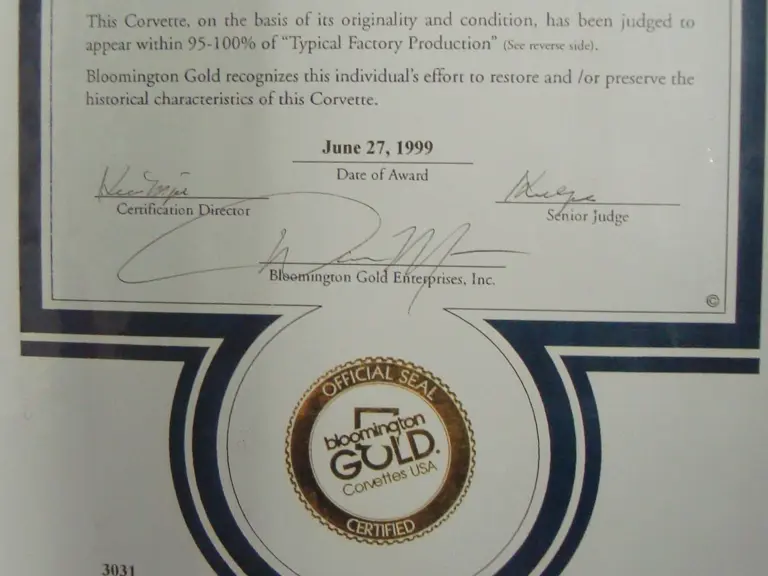 This Corvette, on the basis of its originality and condition, has been judged to
appear within 95-100% of "Typical Factory Production" (See reverse side).
Bloomington Gold recognizes this individual's effort to restore and /or preserve the
historical characteristics of this Corvette.
June 27, 1999
Date of Award
Certification Director
Senior Judge
Bloomington Gold Enterprises, Inc.
©
OFFICIAL SEAL
bloomington
GOLD.
Corvettes USA
CERTIFIED
3031